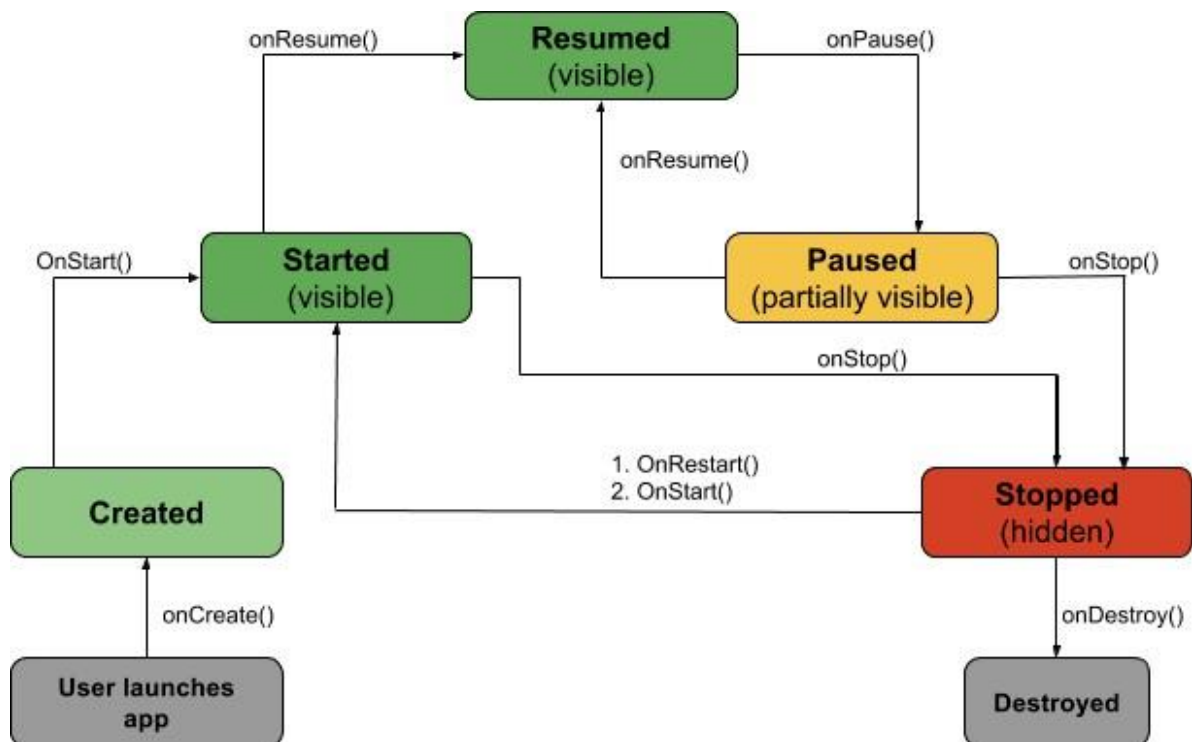 onResume()
Resumed
(visible)
onPause()
onResume()
OnStart()
Started
(visible)
Paused
(partially visible)
onStop()
onStop()
1. OnRestart()
2. OnStart()
Created
Stopped
(hidden)
onCreate()
onDestroy()
User launches
app
Destroyed